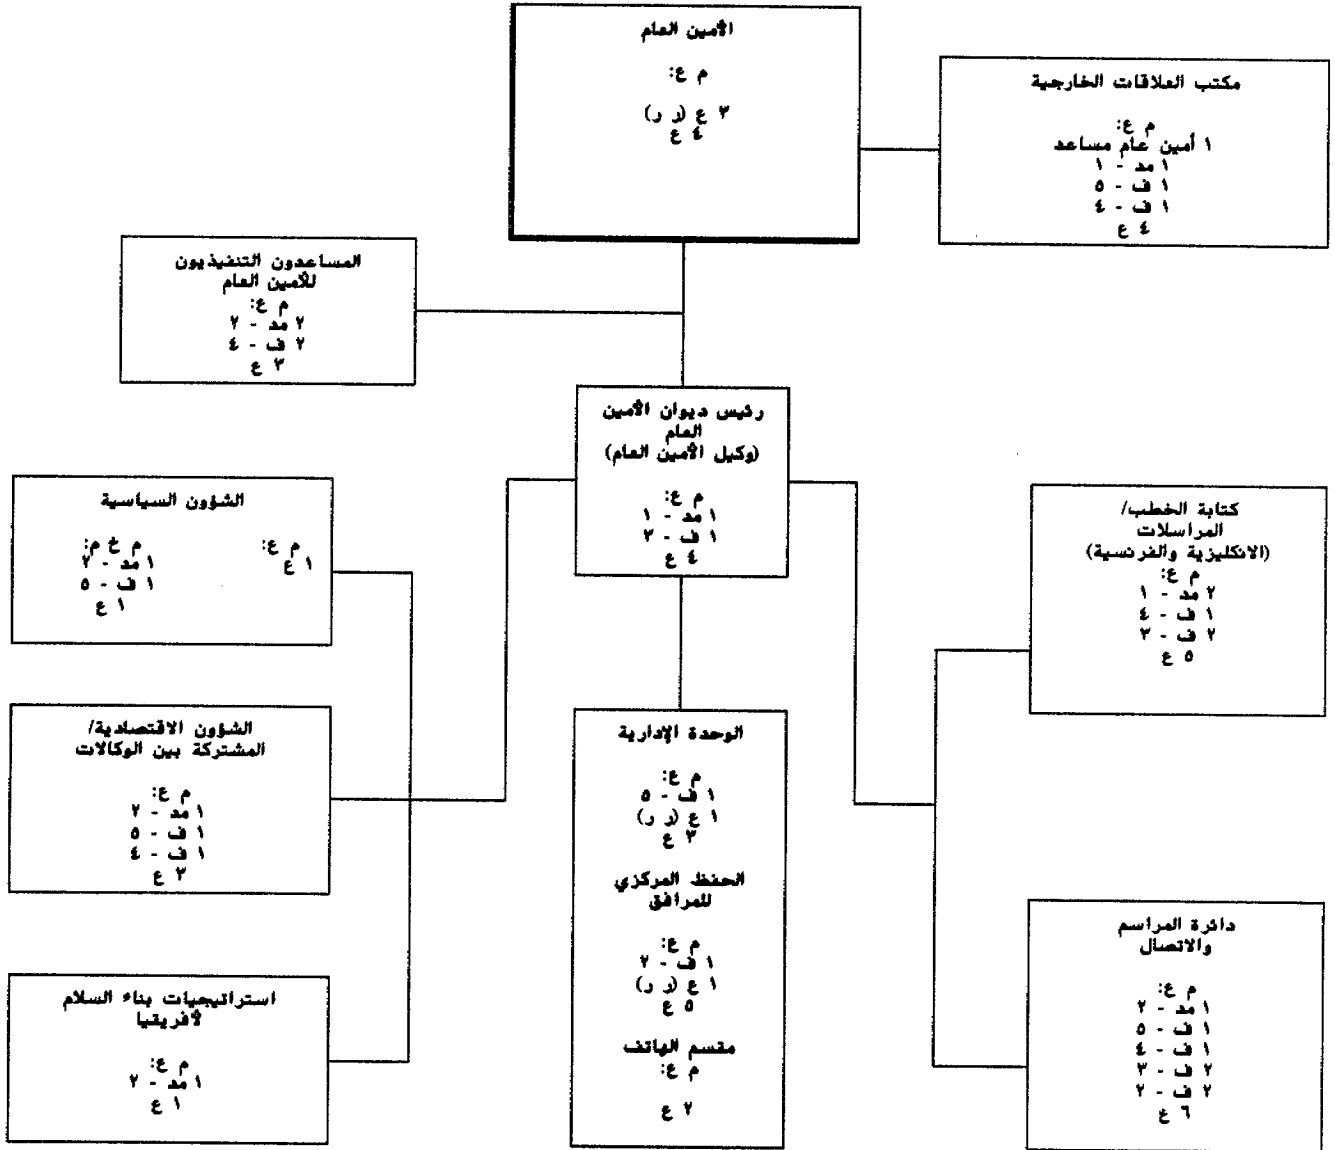 الأمين العام
م ع:
٣ ع (ر ر)
٤ ع
مكتب العلاقات الخارجية
م ع:
١ أمين عام مساعد
١ مد - ١
١ ف - ٥
١ ف - ٤
٤ ع
المساعدون التنفيذيون
للأمين العام
م ع:
٢ مد - ٢
٢ ف - ٤
٣ ع
رئيس ديوان الأمين
العام
(وكيل الأمين العام)
م ع:
١ مد - ١
١ ف - ٣
٤ ع
الشؤون السياسية
م ع: م خ م:
١ ع ١ مد - ٢
١ ف - ٥
١ ع
كتابة الخطب/
المراسلات
(الانكليزية والفرنسية)
م ع:
٢ مد - ١
١ ف - ٤
٢ ف - ٣
٥ ع
الشؤون الاقتصادية/
المشتركة بين الوكالات
م ع:
١ مد - ٢
١ ف - ٥
١ ف - ٤
٣ ع
الوحدة الإدارية
م ع:
١ ف - ٥
١ ع (ر ر)
٣ ع
الحفظ المركزي
للمرافق
م ع:
١ ف - ٢
١ ع (ر ر)
٥ ع
مقسم الهاتف
م ع:
٢ ع
دائرة المراسم
والاتصال
م ع:
١ مد - ٢
١ ف - ٥
١ ف - ٤
٢ ف - ٣
٢ ف - ٢
٦ ع
استراتيجيات بناء السلام
لأفريقيا
م ع:
١ مد - ٢
١ ع